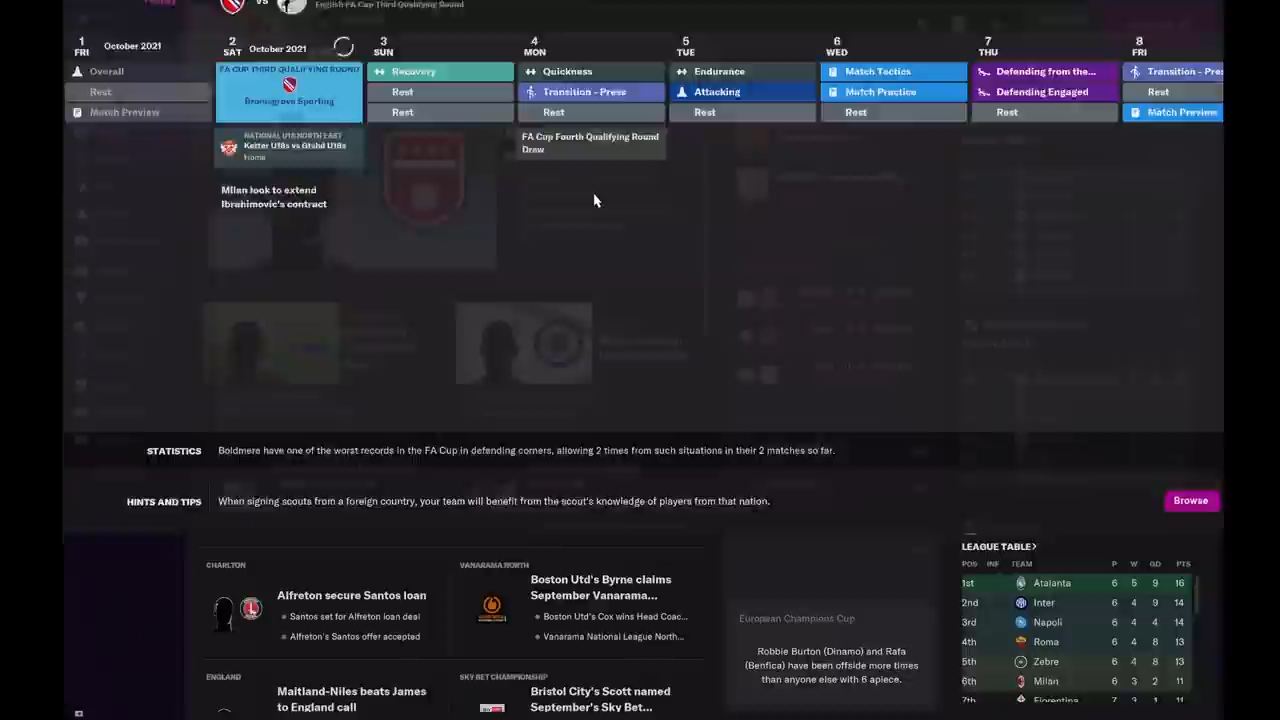 vs
English FA Cup Third Qualifying Round
1
FRI
October 2021
Overall
Rest
Match Preview
2
SAT
October 2021
FA CUP THIRD QUALIFYING ROUND
Bromsgrove Sporting
NATIONAL U18 NORTH EAST
Ketter U18s vs Gtshd U18s
Home
Milan look to extend
Ibrahimovic's contract
3
SUN
Recovery
Rest
Rest
4
MON
Quickness
Transition - Press
Rest
FA Cup Fourth Qualifying Round
Draw
5
TUE
Endurance
Attacking
Rest
6
WED
Match Tactics
Match Practice
Rest
7
THU
Defending from the...
Defending Engaged
Rest
8
FRI
Transition - Pres
Rest
Match Preview
STATISTICS
Boldmere have one of the worst records in the FA Cup in defending corners, allowing 2 times from such situations in their 2 matches so far.
HINTS AND TIPS
When signing scouts from a foreign country, your team will benefit from the scout's knowledge of players from that nation.
Browse
CHARLTON
Alfreton secure Santos loan
Santos set for Alfreton loan deal
Alfreton's Santos offer accepted
VANARAMA NORTH
Boston Utd's Byrne claims
September Vanarama...
Boston Utd's Cox wins Head Coac...
Vanarama National League North...
ENGLAND
Maitland-Niles beats James
to England call
SKY BET CHAMPIONSHIP
Bristol City's Scott named
September's Sky Bet...
European Champions Cup
Robbie Burton (Dinamo) and Rafa
(Benfica) have been offside more times
than anyone else with 6 apiece.
LEAGUE TABLE>
POS INF TEAM P W GD PTS
1st Atalanta 6 5 9 16
2nd Inter 6 4 9 14
3rd Napoli 6 4 4 14
4th Roma 6 4 8 13
5th Zebre 6 4 8 13
6th Milan 6 3 2 11
7th Fiorentina 7 3 1 11